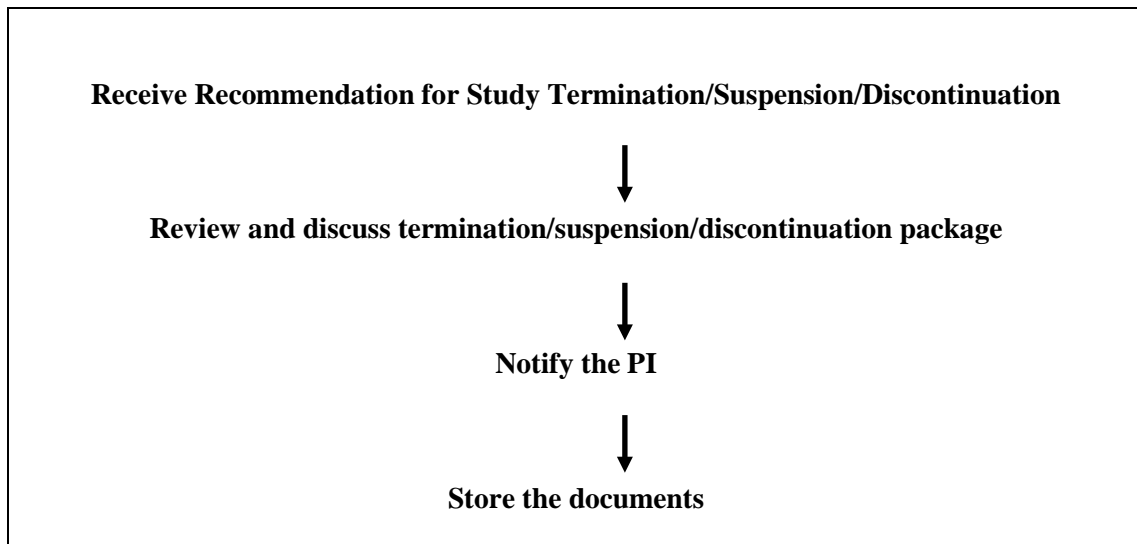 Receive Recommendation for Study Termination/Suspension/Discontinuation
Review and discuss termination/suspension/discontinuation package
Notify the PI
Store the documents